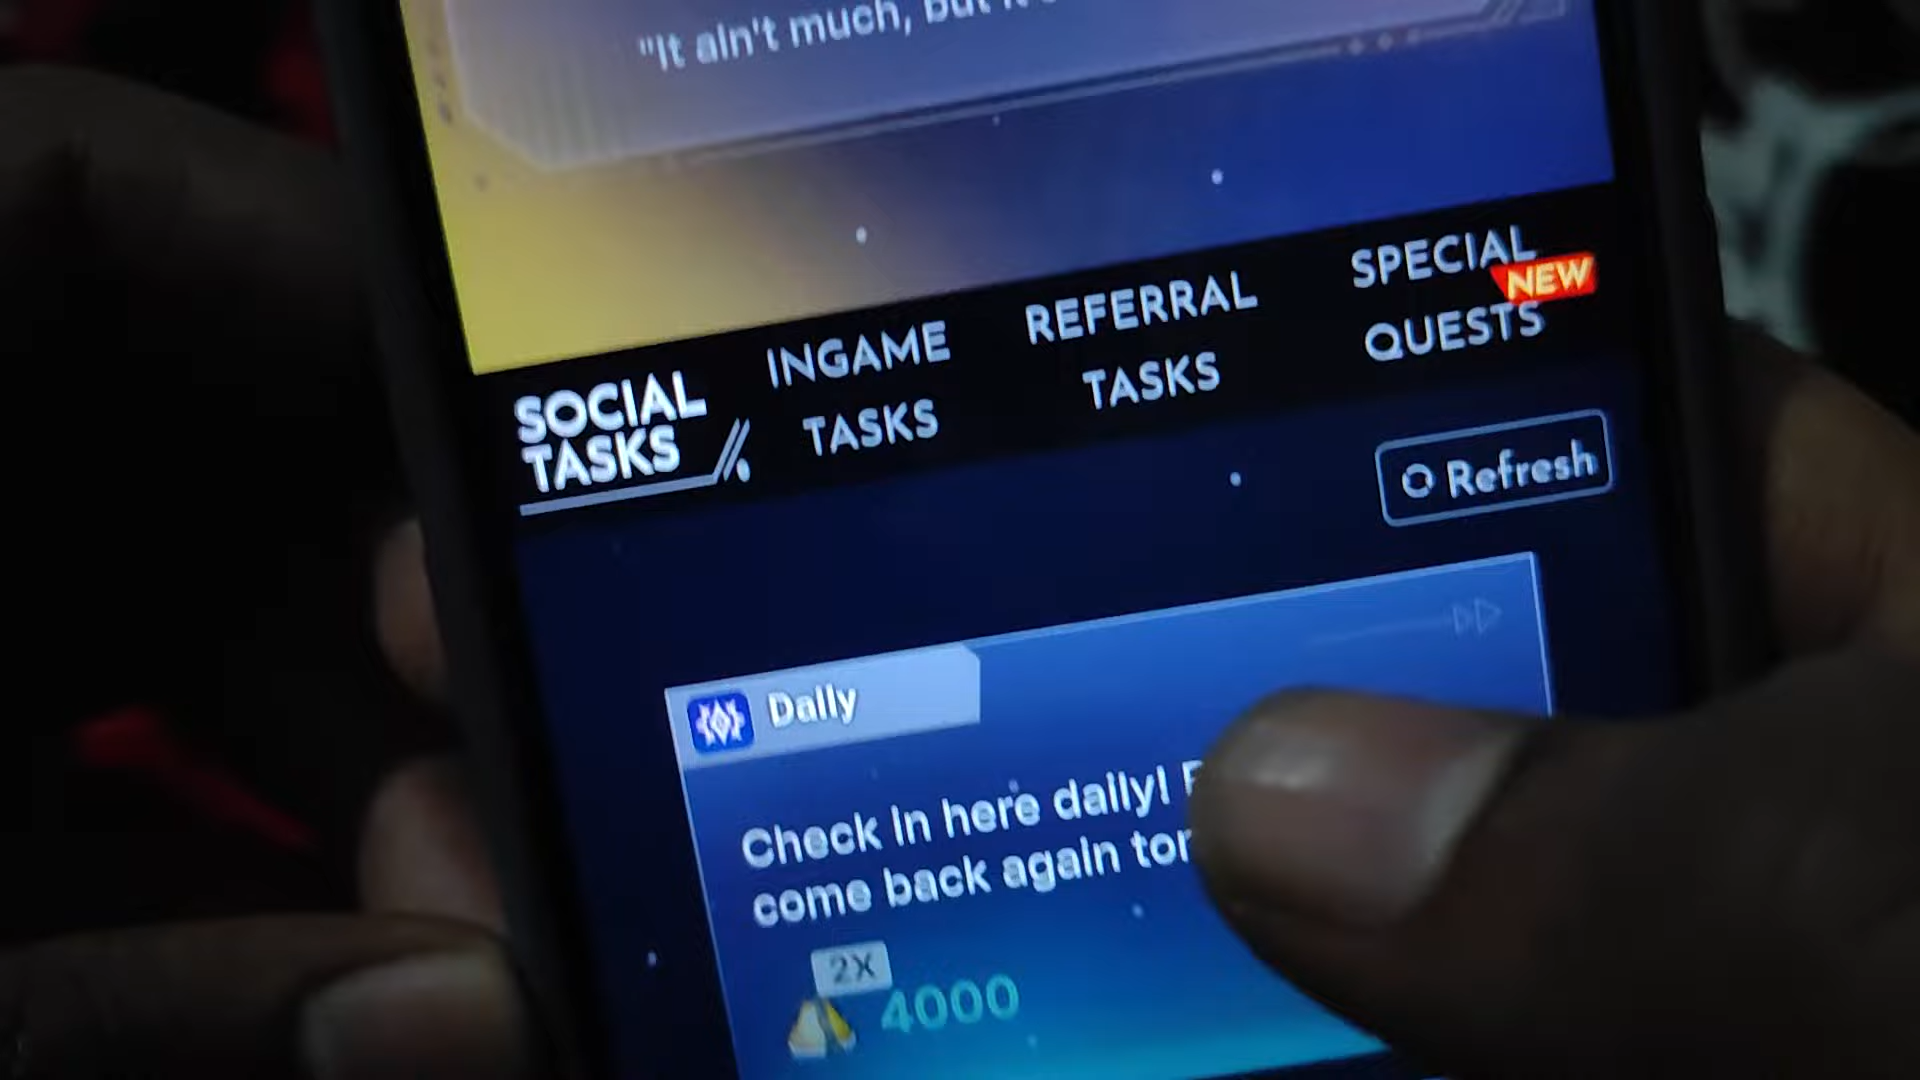 "It ain't much, but
SOCIAL
TASKS
INGAME
TASKS
REFERRAL
TASKS
SPECIAL
NEW
QUESTS
Refresh
Daily
Check in here daily!
come back again
2X
4000